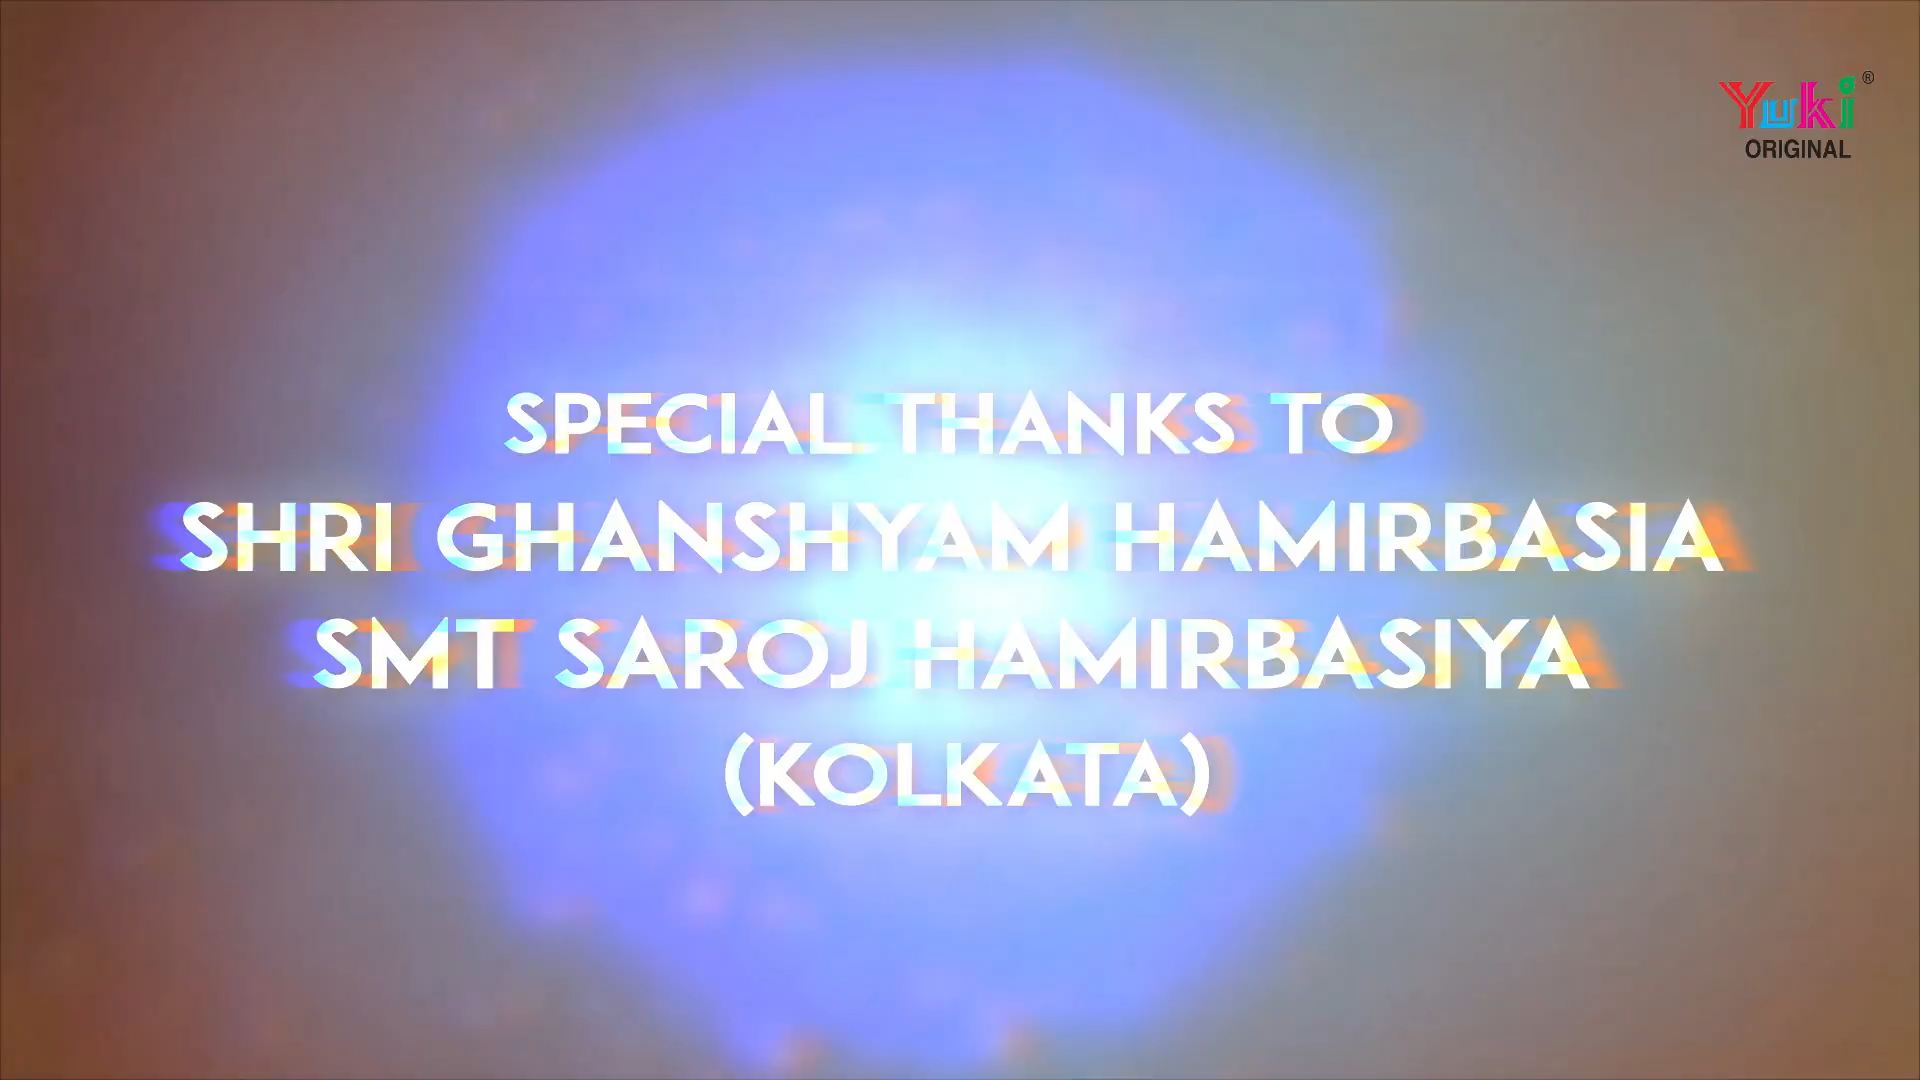 Yuki ®
ORIGINAL
SPECIAL THANKS TO
SHRI GHANSHYAM HAMIRBASIA
SMT SAROJ HAMIRBASIYA
(KOLKATA)